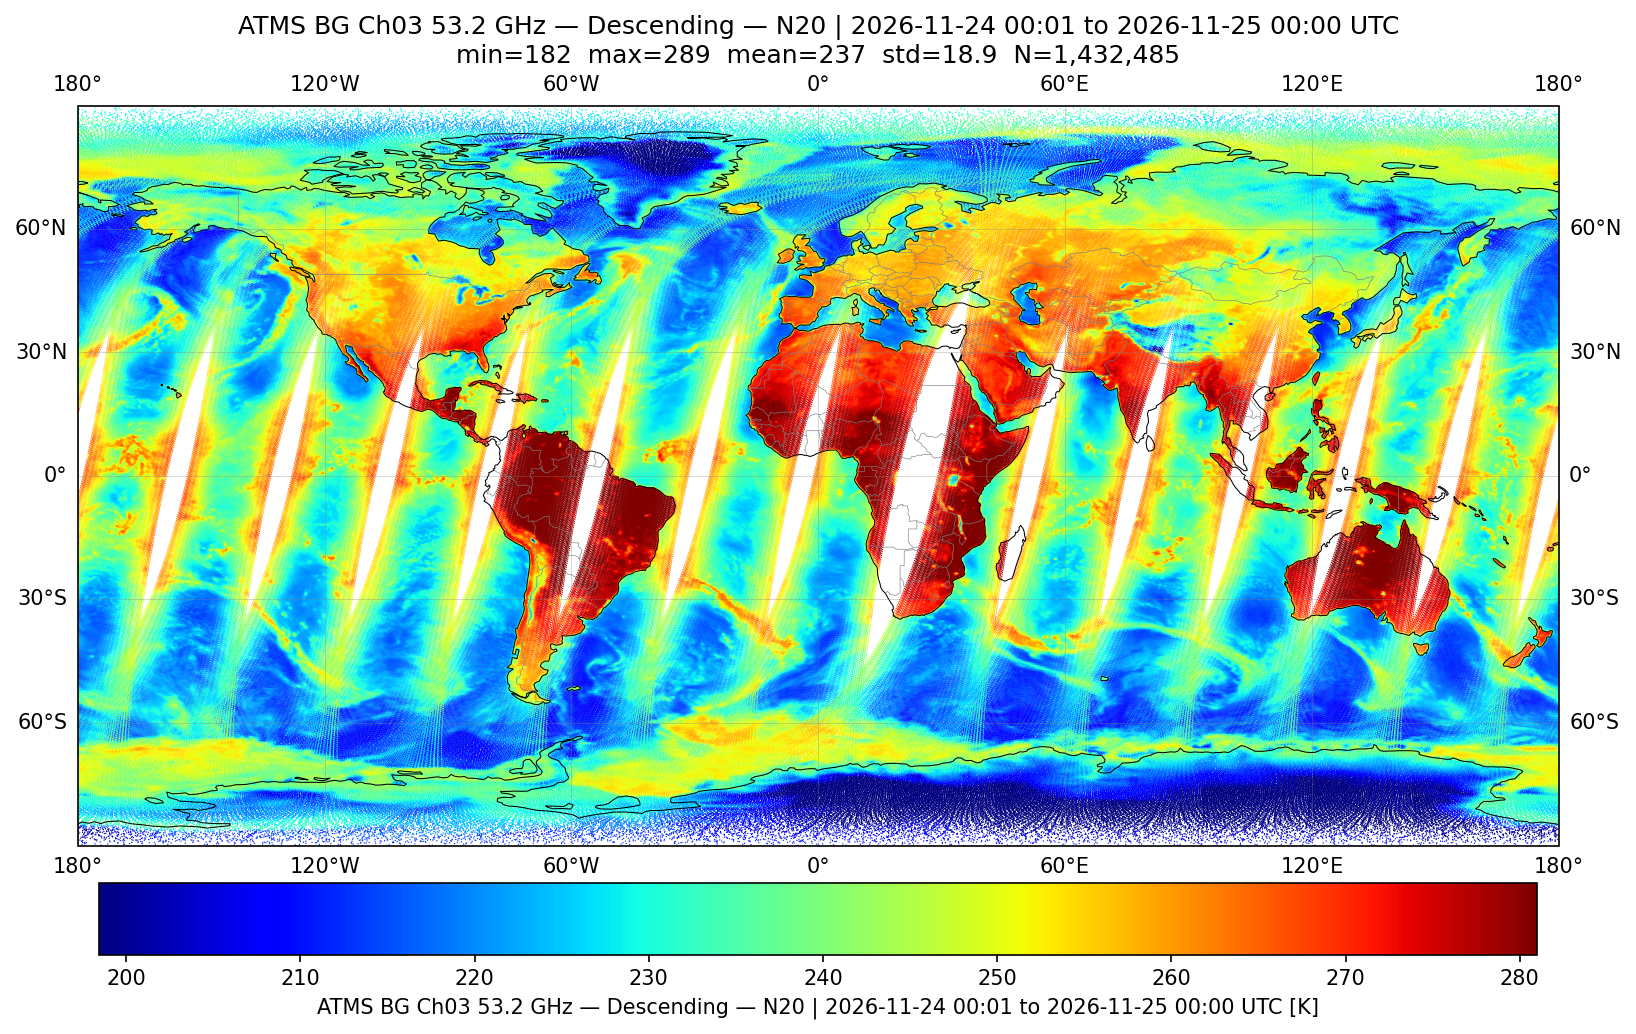 ATMS BG Ch03 53.2 GHz — Descending — N20 | 2026-11-24 00:01 to 2026-11-25 00:00 UTC
min=182 max=289 mean=237 std=18.9 N=1,432,485
180° 120°W 60°W 0° 60°E 120°E 180°
60°N 60°N
30°N 30°N
0° 0°
30°S 30°S
60°S 60°S
180° 120°W 60°W 0° 60°E 120°E 180°
200 210 220 230 240 250 260 270 280
ATMS BG Ch03 53.2 GHz — Descending — N20 | 2026-11-24 00:01 to 2026-11-25 00:00 UTC [K]